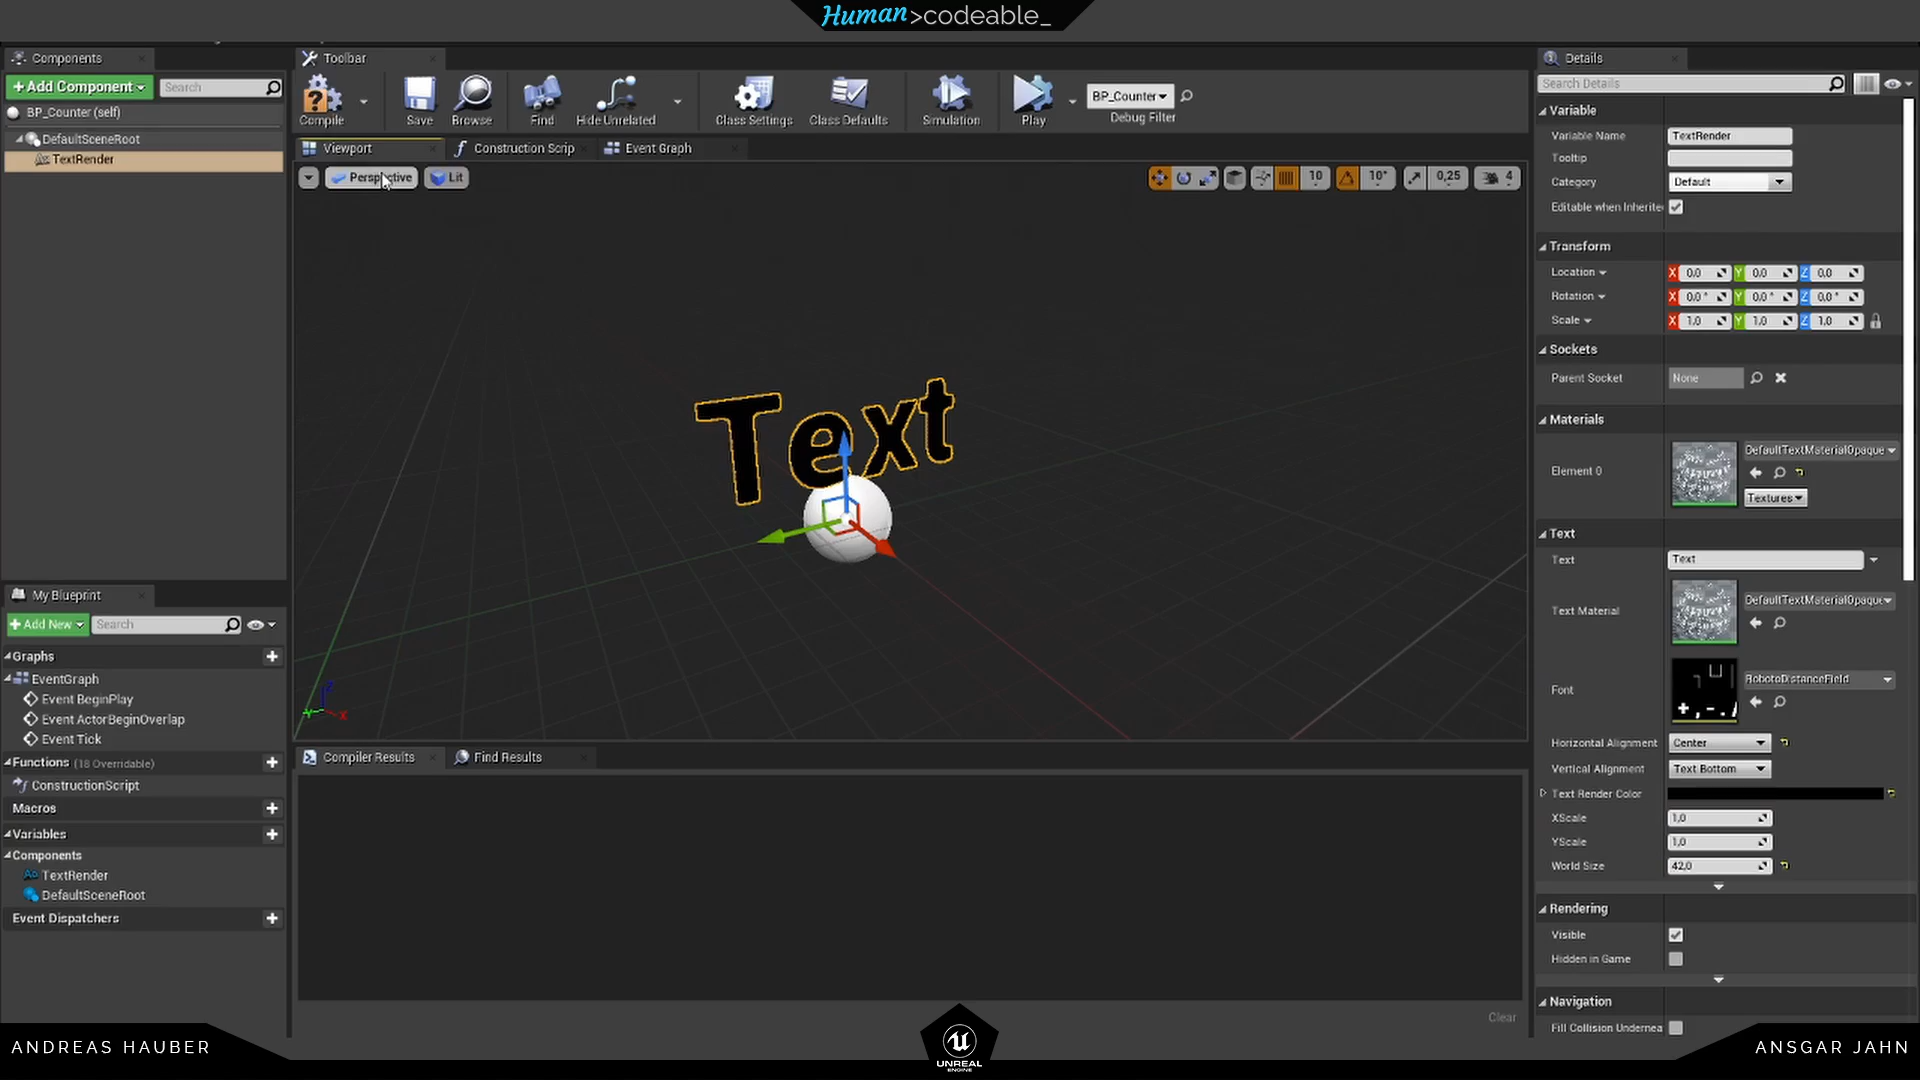 Human>codeable_
Components
Toolbar
Details
+ Add Component
Search
BP_Counter (self)
DefaultSceneRoot
TextRender
Compile
Save
Browse
Find
Hide Unrelated
Class Settings
Class Defaults
Simulation
Play
BP_Counter
Debug Filter
Viewport
Construction Scrip
Event Graph
Perspective
Lit
10
10°
0,25
4
Text
Z
Y
X
Search Details
Variable
Variable Name
TextRender
Tooltip
Category
Default
Editable when Inherite
Transform
Location
X 0,0 Y 0,0 Z 0,0
Rotation
X 0,0 ° Y 0,0 ° Z 0,0 °
Scale
X 1,0 Y 1,0 Z 1,0
Sockets
Parent Socket
None
Materials
Element 0
DefaultTextMaterialOpaque
Textures
Text
Text
Text
Text Material
DefaultTextMaterialOpaque
Font
RobotoDistanceField
Horizontal Alignment
Center
Vertical Alignment
Text Bottom
Text Render Color
XScale
1,0
YScale
1,0
World Size
42,0
Rendering
Visible
Hidden in Game
Navigation
Fill Collision Undernea
My Blueprint
+ Add New
Search
Graphs
EventGraph
Event BeginPlay
Event ActorBeginOverlap
Event Tick
Functions (18 Overridable)
ConstructionScript
Macros
Variables
Components
TextRender
DefaultSceneRoot
Event Dispatchers
Compiler Results
Find Results
Clear
ANDREAS HAUBER
UNREAL
ENGINE
ANSGAR JAHN